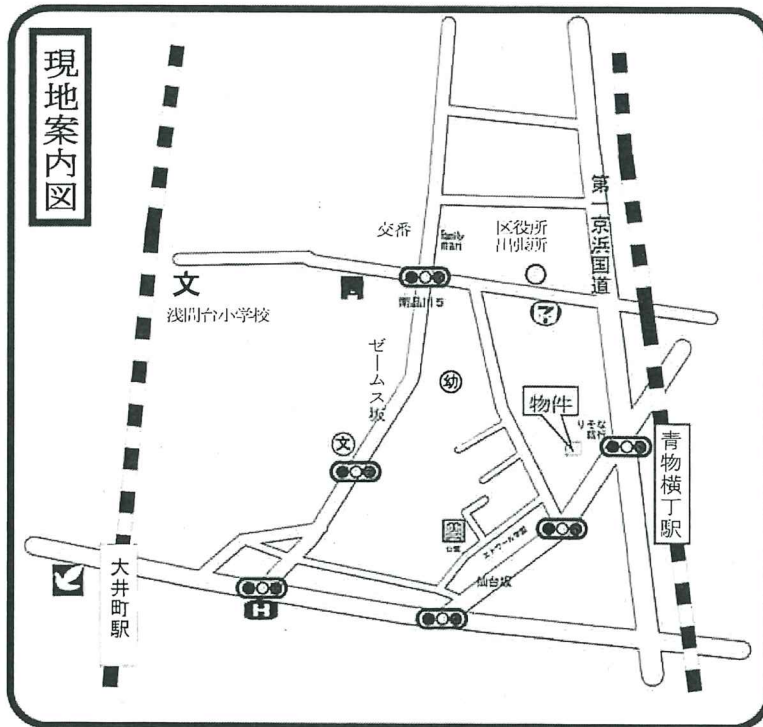 現地案内図
第一京浜国道
交番
Family
mart
区役所
出張所
文
浅間台小学校
南品川5
ゼームス坂
幼
物件
りそな
銀行
文
青物横丁駅
大井町駅
仙台坂
H